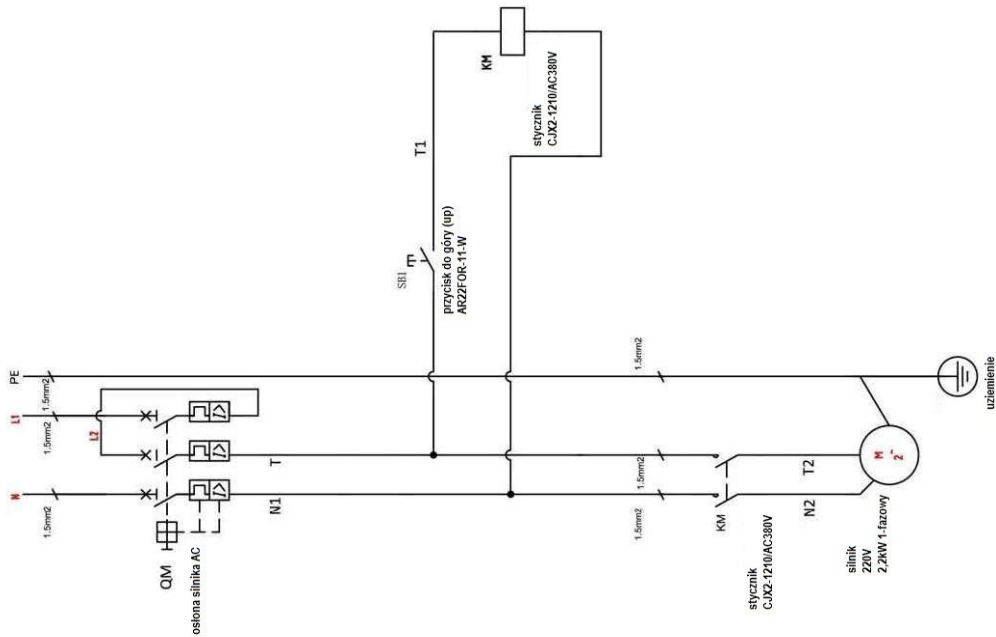 PE
L1
N
1.5mm2
1.5mm2
1.5mm2
L2
QM
osłona silnika AC
T
N1
SB1
przycisk do góry (up)
AR22FOR-11-W
T1
KM
stycznik
CJX2-1210/AC380V
1.5mm2
1.5mm2
1.5mm2
KM
stycznik
CJX2-1210/AC380V
T2
N2
M
2~
silnik
220V
2,2kW 1-fazowy
uziemienie